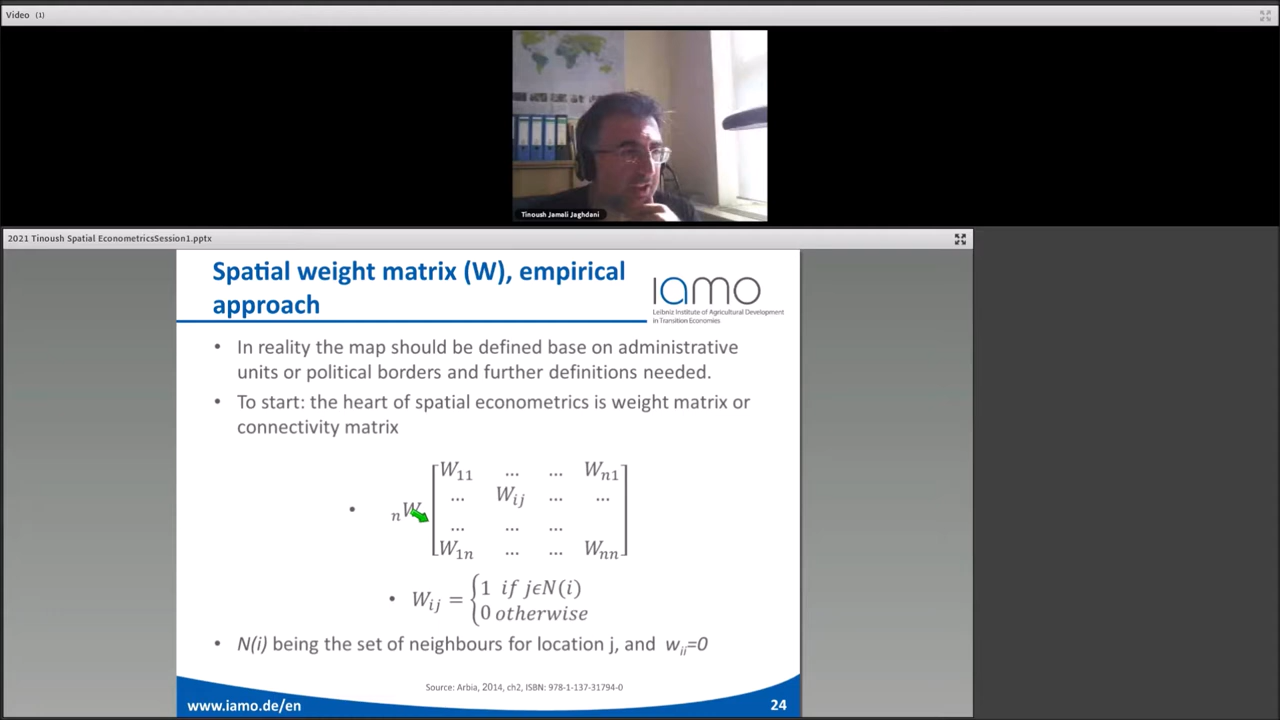 Video (1)
Tinoush Jamali Jaghdani
2021 Tinoush Spatial EconometricsSession1.pptx
Spatial weight matrix (W), empirical
approach
iamo
Leibniz Institute of Agricultural Development
in Transition Economies
• In reality the map should be defined base on administrative
units or political borders and further definitions needed.
• To start: the heart of spatial econometrics is weight matrix or
connectivity matrix
W₁₁ ... ... Wₙ₁
... Wᵢⱼ ... ...
• ₙW
... ... ...
W₁ₙ ... ... Wₙₙ
• Wᵢⱼ = {1 if jϵN(i)
0 otherwise
• N(i) being the set of neighbours for location j, and wᵢᵢ=0
Source: Arbia, 2014, ch2, ISBN: 978-1-137-31794-0
www.iamo.de/en
24